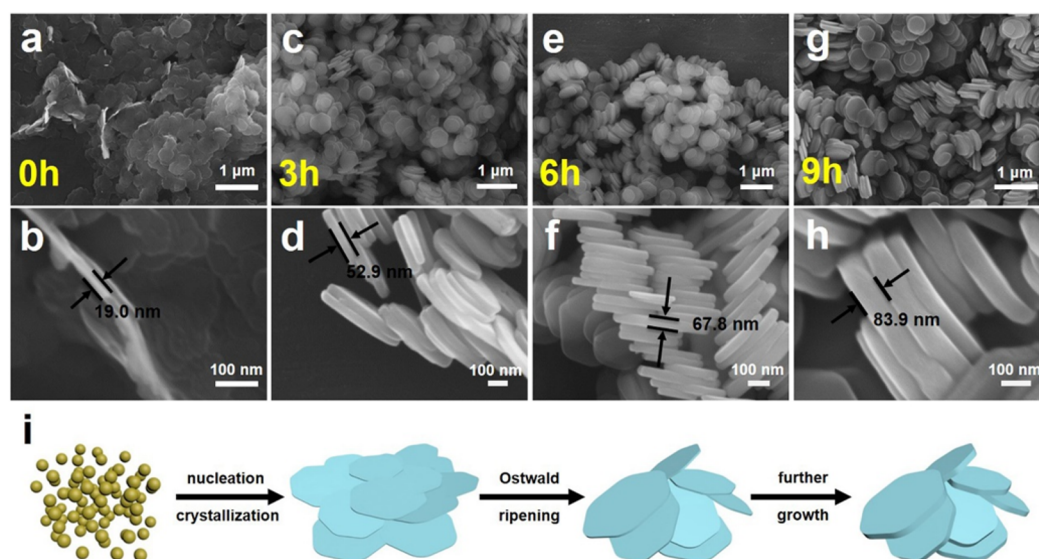 a
c
e
g
0h
1 µm
3h
1 µm
6h
1 µm
9h
1 µm
b
19.0 nm
100 nm
d
52.9 nm
100 nm
f
67.8 nm
100 nm
h
83.9 nm
100 nm
i
nucleation
crystallization
Ostwald
ripening
further
growth